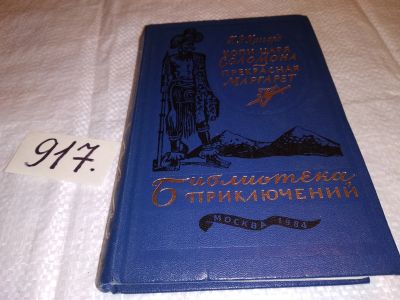 917.
Г.Р. Хаггард
КОПИ ЦАРЯ
СОЛОМОНА
ПРЕКРАСНАЯ
МАРГАРЕТ
Библиотека
ПРИКЛЮЧЕНИЙ
МОСКВА 1984